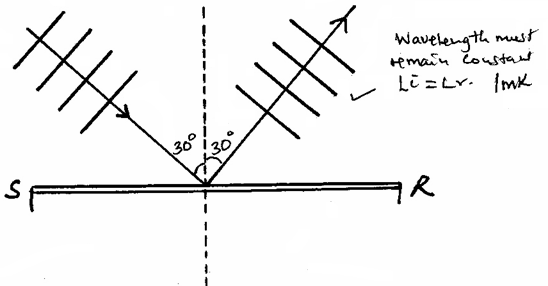 Wavelength must
remain constant
Li = Lr. 1mk
30° 30°
S
R